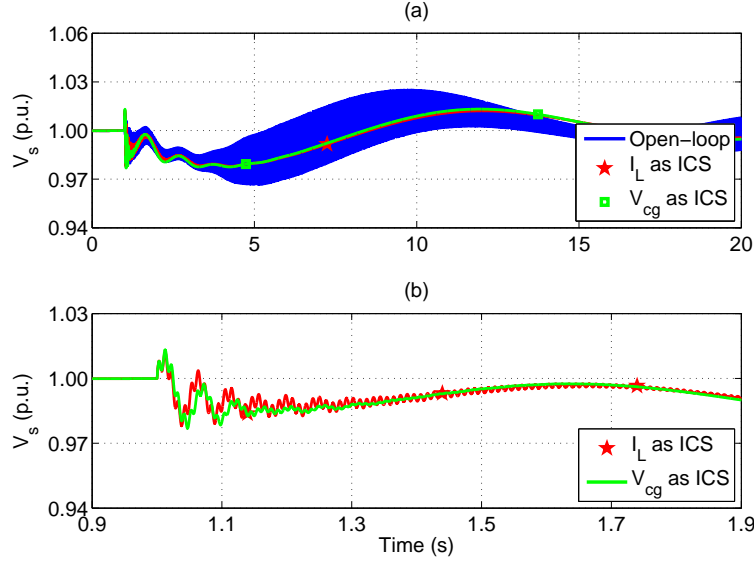 (a)
1.06
1.03
1.00
0.97
0.94
V_s (p.u.)
0 5 10 15 20
Open-loop
I_L as ICS
V_cg as ICS
(b)
1.03
1.00
0.97
0.94
V_s (p.u.)
0.9 1.1 1.3 1.5 1.7 1.9
Time (s)
I_L as ICS
V_cg as ICS